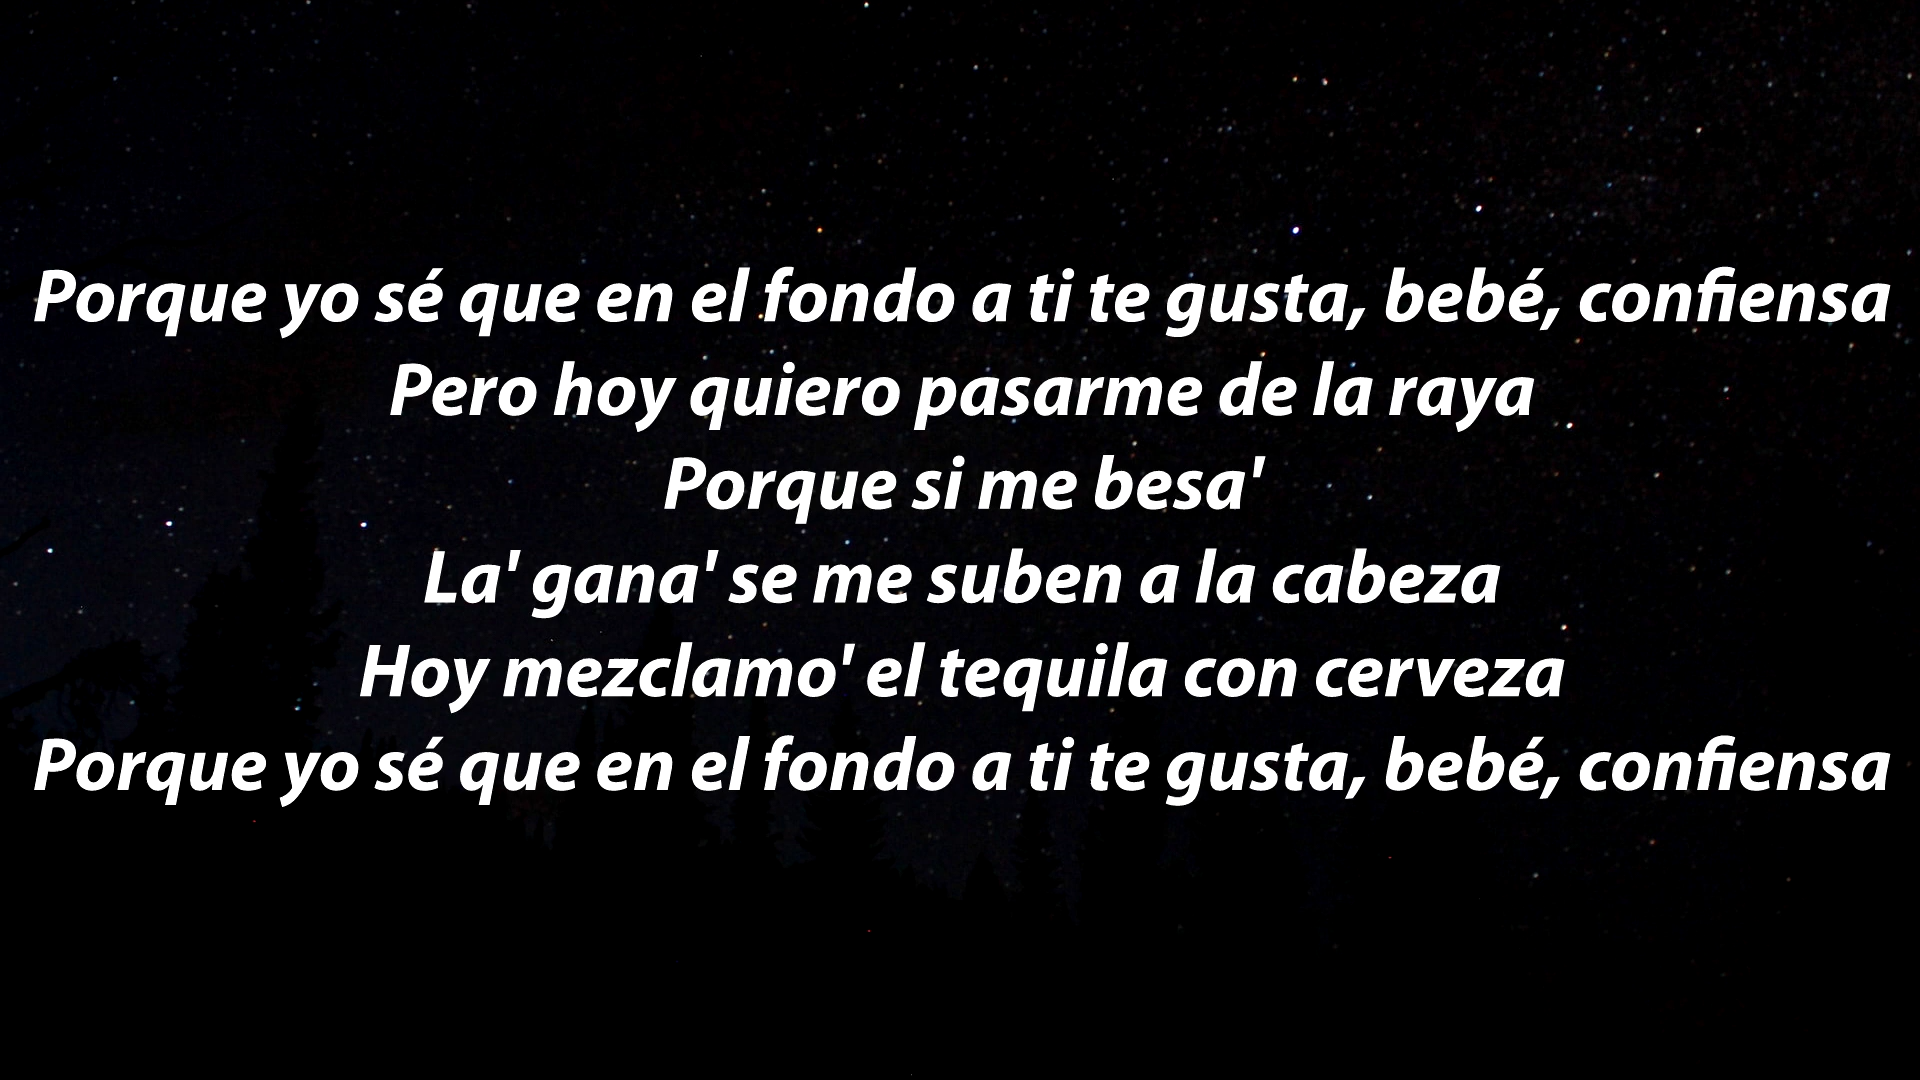 Porque yo sé que en el fondo a ti te gusta, bebé, confiensa
Pero hoy quiero pasarme de la raya
Porque si me besa'
La' gana' se me suben a la cabeza
Hoy mezclamo' el tequila con cerveza
Porque yo sé que en el fondo a ti te gusta, bebé, confiensa